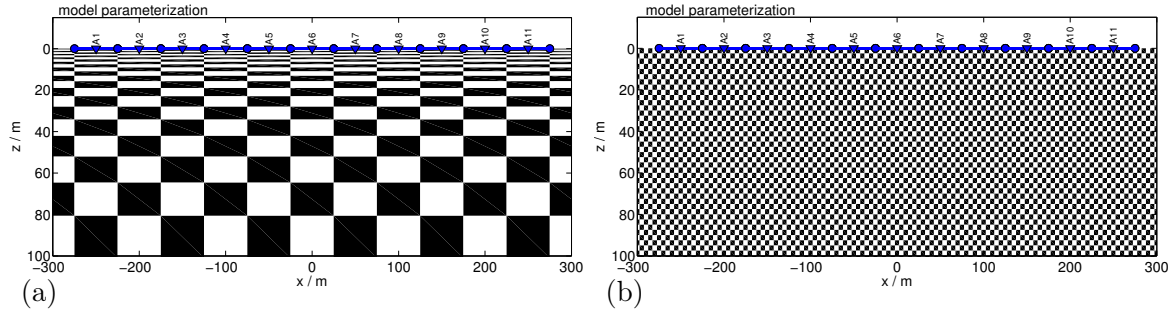 model parameterization
A1 A2 A3 A4 A5 A6 A7 A8 A9 A10 A11
0
20
40
60
80
100
z / m
−300 −200 −100 0 100 200 300
x / m
(a)
model parameterization
A1 A2 A3 A4 A5 A6 A7 A8 A9 A10 A11
0
20
40
60
80
100
z / m
−300 −200 −100 0 100 200 300
x / m
(b)